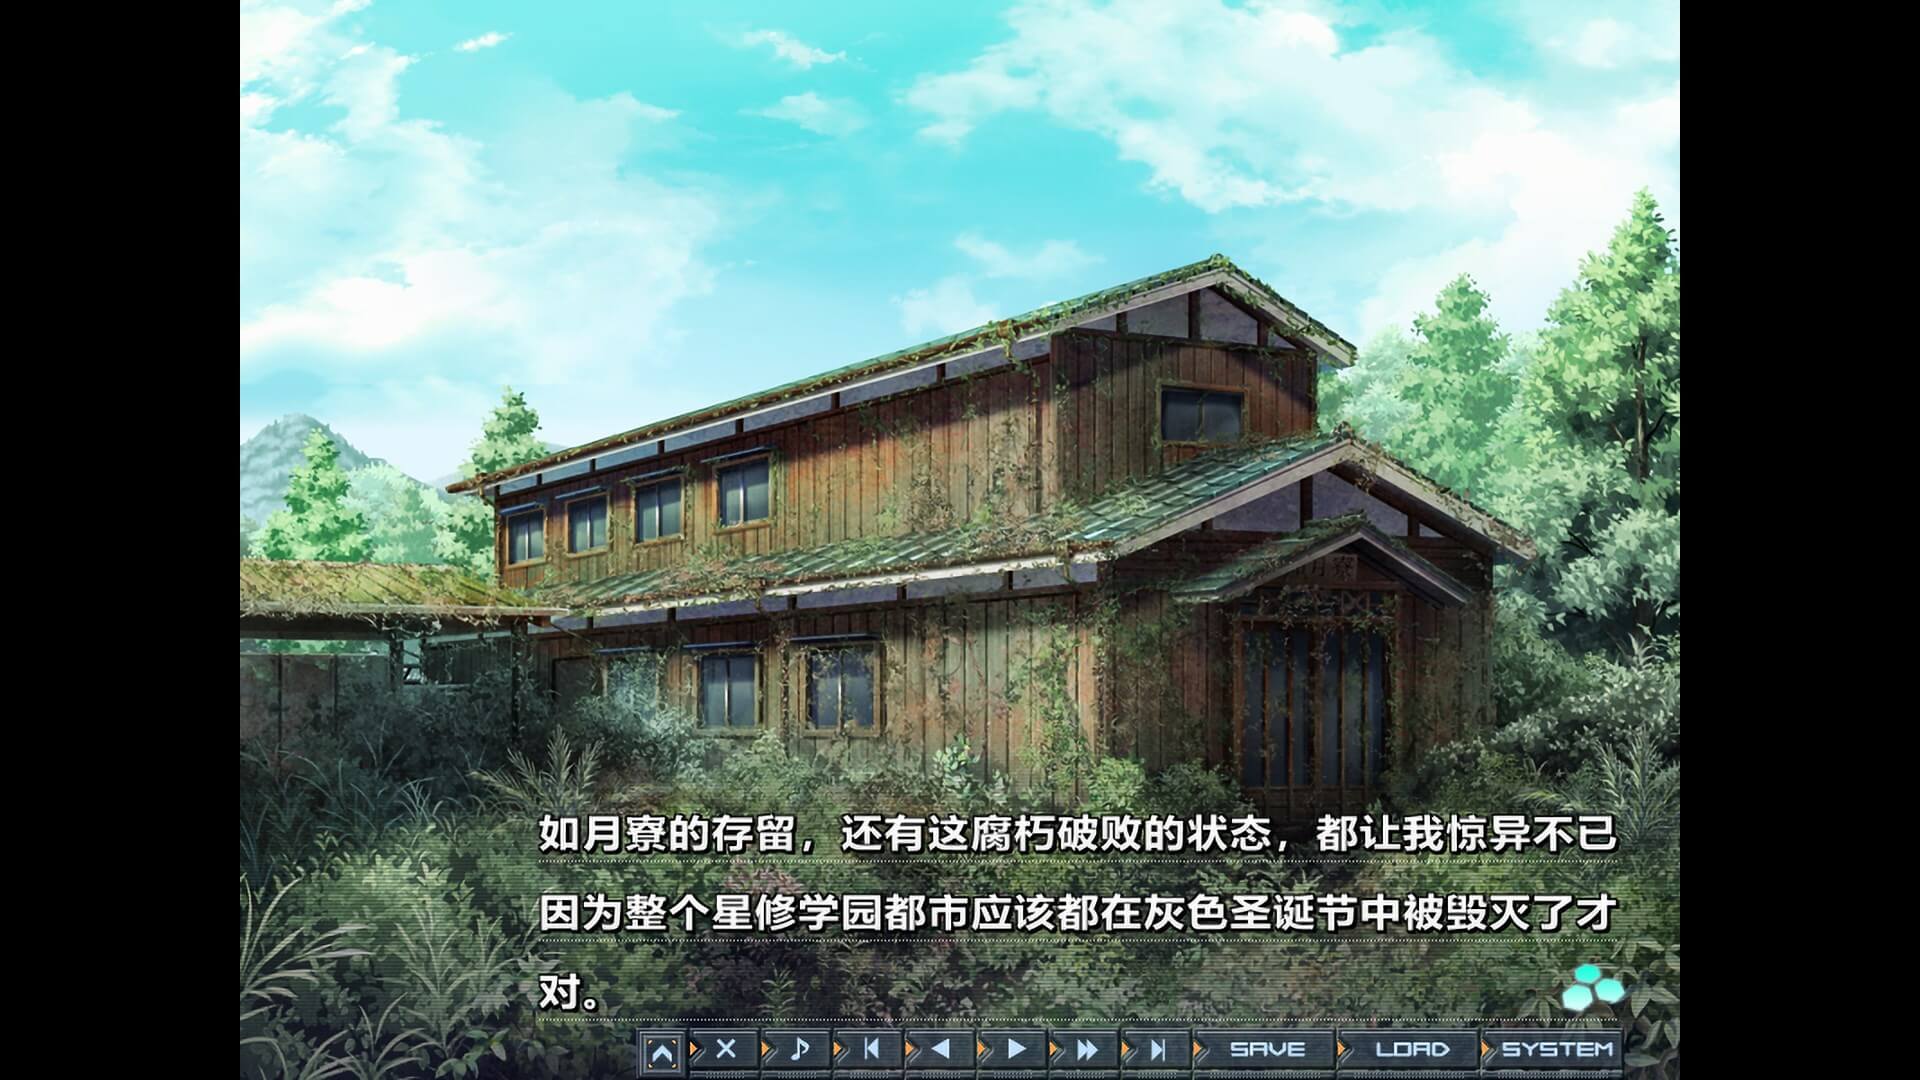 月寮
如月寮的存留，还有这腐朽破败的状态，都让我惊异不已
因为整个星修学园都市应该都在灰色圣诞节中被毁灭了才
对。
SAVE
LOAD
SYSTEM